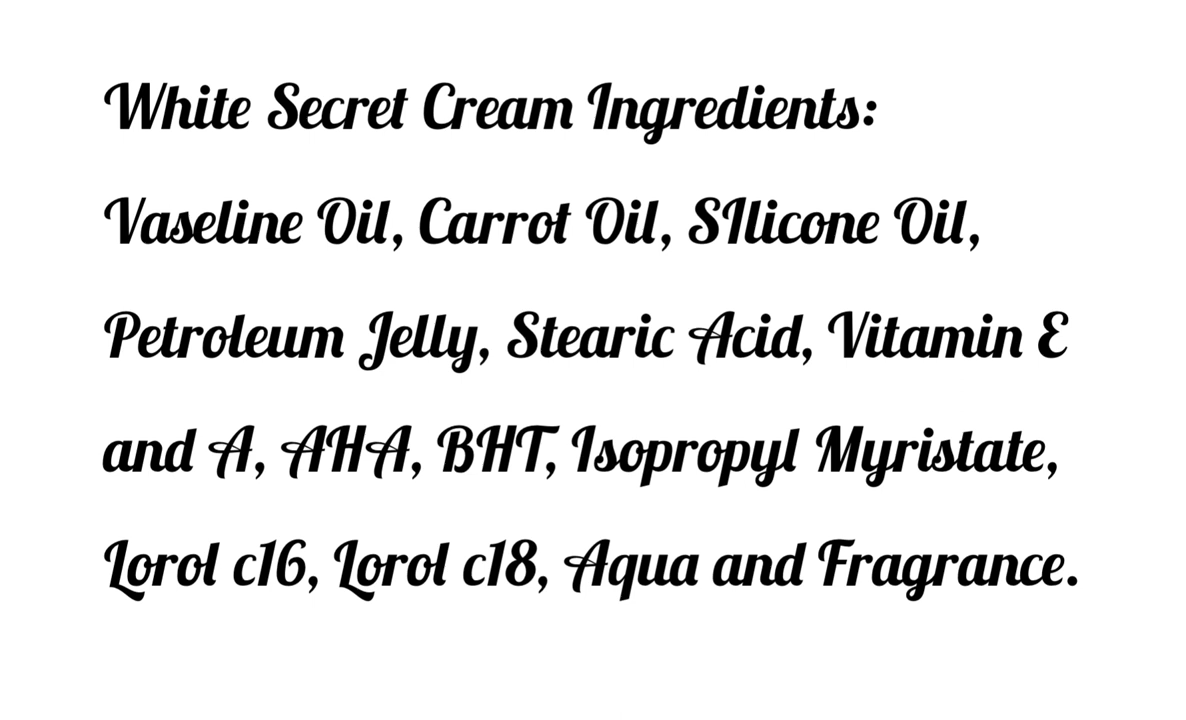 White Secret Cream Ingredients:
Vaseline Oil, Carrot Oil, SIlicone Oil,
Petroleum Jelly, Stearic Acid, Vitamin E
and A, AHA, BHT, Isopropyl Myristate,
Lorol c16, Lorol c18, Aqua and Fragrance.